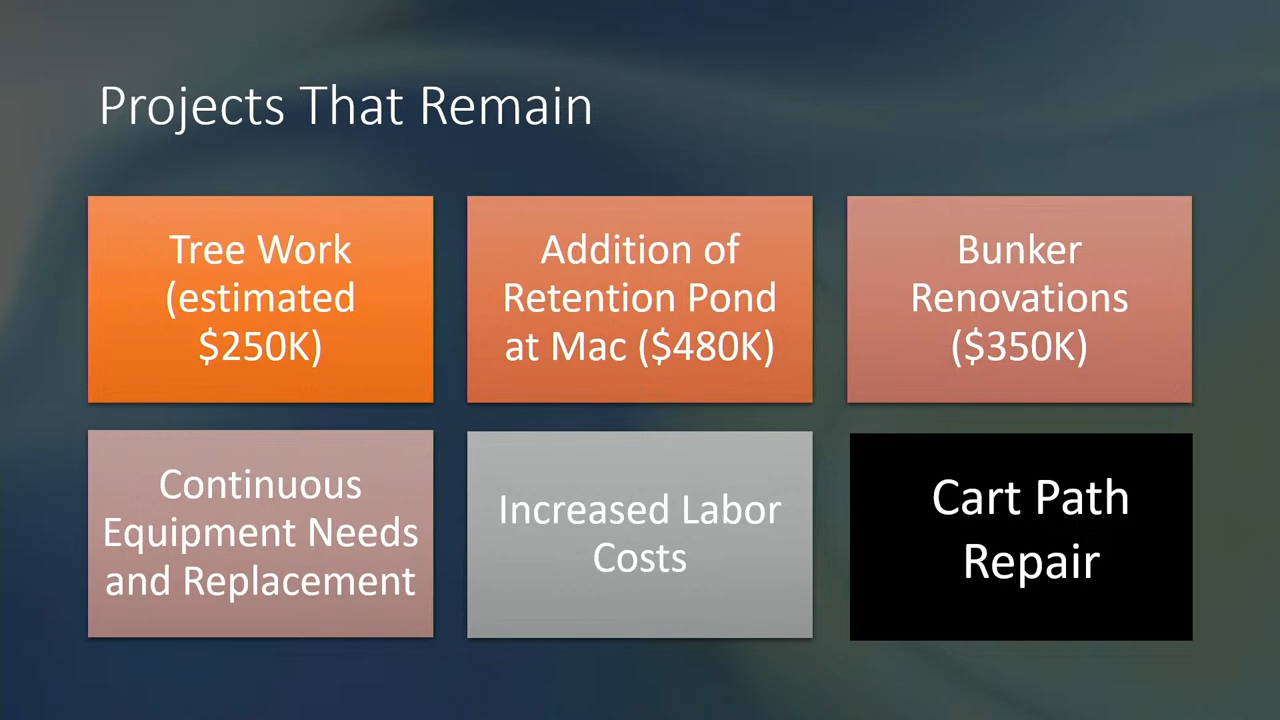 Projects That Remain
Tree Work
(estimated
$250K)
Addition of
Retention Pond
at Mac ($480K)
Bunker
Renovations
($350K)
Continuous
Equipment Needs
and Replacement
Increased Labor
Costs
Cart Path
Repair